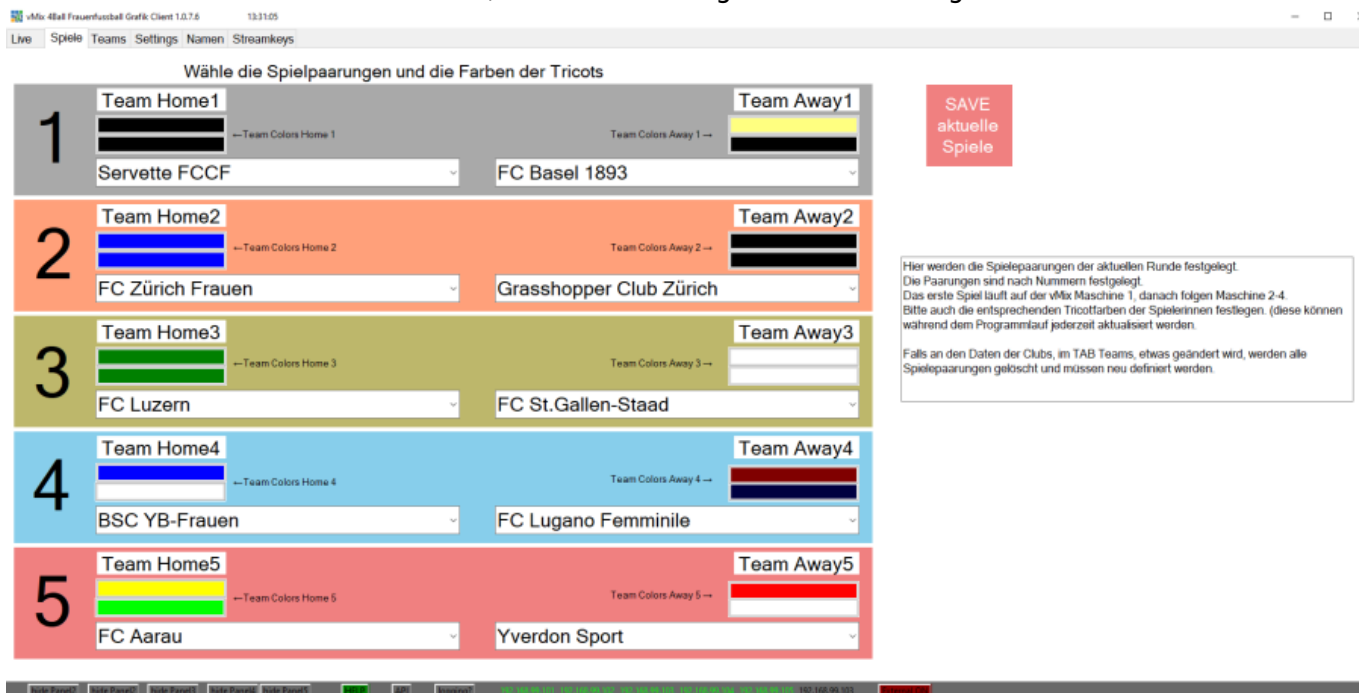 vMix 4Ball Frauenfussball Grafik Client 1.0.7.6 13:31:05
Live Spiele Teams Settings Namen Streamkeys
Wähle die Spielpaarungen und die Farben der Tricots
1
Team Home1 Team Away1
←Team Colors Home 1 Team Colors Away 1→
Servette FCCF FC Basel 1893
2
Team Home2 Team Away2
←Team Colors Home 2 Team Colors Away 2→
FC Zürich Frauen Grasshopper Club Zürich
3
Team Home3 Team Away3
←Team Colors Home 3 Team Colors Away 3→
FC Luzern FC St.Gallen-Staad
4
Team Home4 Team Away4
←Team Colors Home 4 Team Colors Away 4→
BSC YB-Frauen FC Lugano Femminile
5
Team Home5 Team Away5
←Team Colors Home 5 Team Colors Away 5→
FC Aarau Yverdon Sport
SAVE
aktuelle
Spiele
Hier werden die Spielepaarungen der aktuellen Runde festgelegt.
Die Paarungen sind nach Nummern festgelegt.
Das erste Spiel läuft auf der vMix Maschine 1, danach folgen Maschine 2-4.
Bitte auch die entsprechenden Tricottfarben der Spielerinnen festlegen. (diese können
während dem Programmlauf jederzeit aktualisiert werden.
Falls an den Daten der Clubs, im TAB Teams, etwas geändert wird, werden alle
Spielepaarungen gelöscht und müssen neu definiert werden.